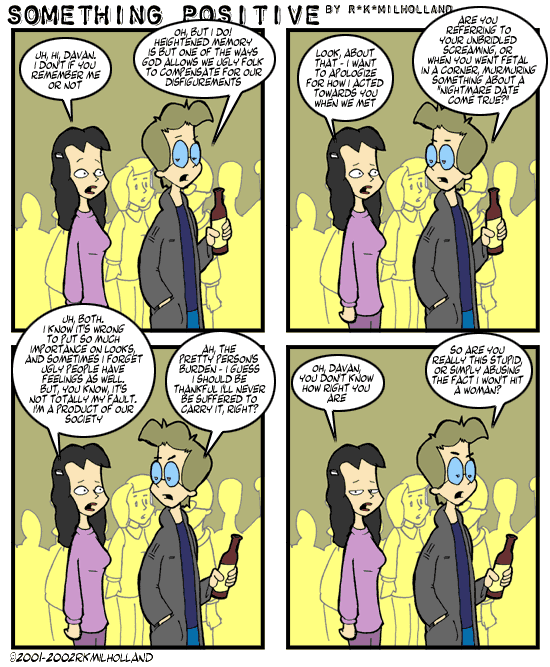 SOMETHING POSITIVE BY R*K*MILHOLLAND
UH, HI, DAVAN.
I DON'T IF YOU
REMEMBER ME
OR NOT
OH, BUT I DO!
HEIGHTENED MEMORY
IS BUT ONE OF THE WAYS
GOD ALLOWS WE UGLY FOLK
TO COMPENSATE FOR OUR
DISFIGUREMENTS
LOOK, ABOUT
THAT - I WANT
TO APOLOGIZE
FOR HOW I ACTED
TOWARDS YOU
WHEN WE MET
ARE YOU
REFERRING TO
YOUR UNBRIDLED
SCREAMING, OR
WHEN YOU WENT FETAL
IN A CORNER, MURMURING
SOMETHING ABOUT A
"NIGHTMARE DATE
COME TRUE?"
UH, BOTH.
I KNOW IT'S WRONG
TO PUT SO MUCH
IMPORTANCE ON LOOKS,
AND SOMETIMES I FORGET
UGLY PEOPLE HAVE
FEELINGS AS WELL.
BUT, YOU KNOW, IT'S
NOT TOTALLY MY FAULT.
I'M A PRODUCT OF OUR
SOCIETY
AH, THE
PRETTY PERSON'S
BURDEN - I GUESS
I SHOULD BE
THANKFUL I'LL NEVER
BE SUFFERED TO
CARRY IT, RIGHT?
OH, DAVAN,
YOU DON'T KNOW
HOW RIGHT YOU
ARE
SO ARE YOU
REALLY THIS STUPID,
OR SIMPLY ABUSING
THE FACT I WON'T HIT
A WOMAN?
©2001-2002RKMILHOLLAND